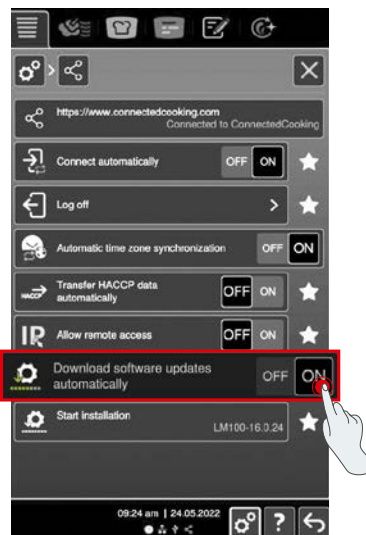 https://www.connectedcooking.com
Connected to ConnectedCooking
Connect automatically OFF ON
Log off
Automatic time zone synchronization OFF ON
HACCP Transfer HACCP data
automatically OFF ON
IR Allow remote access OFF ON
Download software updates
automatically OFF ON
Start installation
LM100-16.0.24
09:24 am | 24.05.2022
?